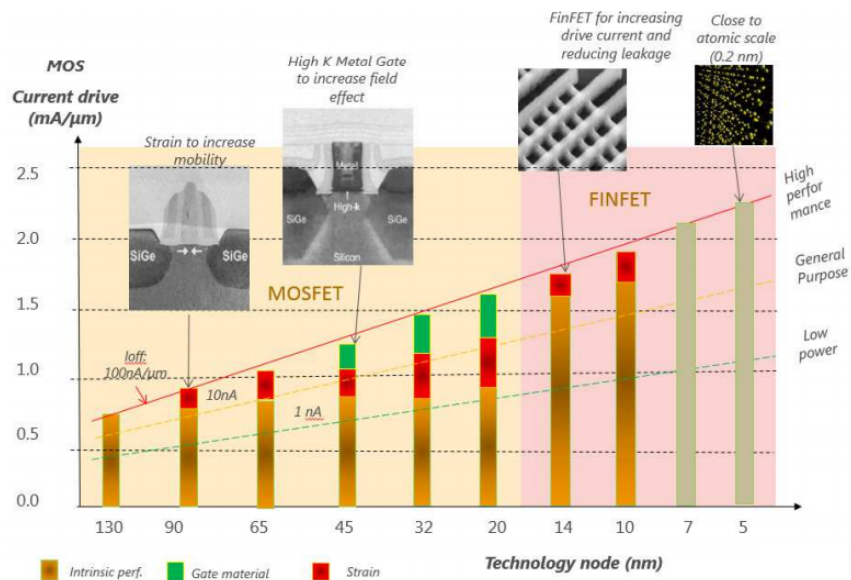 MOS
Current drive
(mA/µm)
Strain to increase
mobility
High K Metal Gate
to increase field
effect
FinFET for increasing
drive current and
reducing leakage
Close to
atomic scale
(0.2 nm)
2.5
2.0
1.5
1.0
0.5
0.0
SiGe
SiGe
Metal
High-k
SiGe
SiGe
Silicon
MOSFET
FINFET
High
perfor
mance
General
Purpose
Low
power
Ioff:
100nA/µm
10nA
1 nA
130
90
65
45
32
20
14
10
7
5
Technology node (nm)
Intrinsic perf.
Gate material
Strain